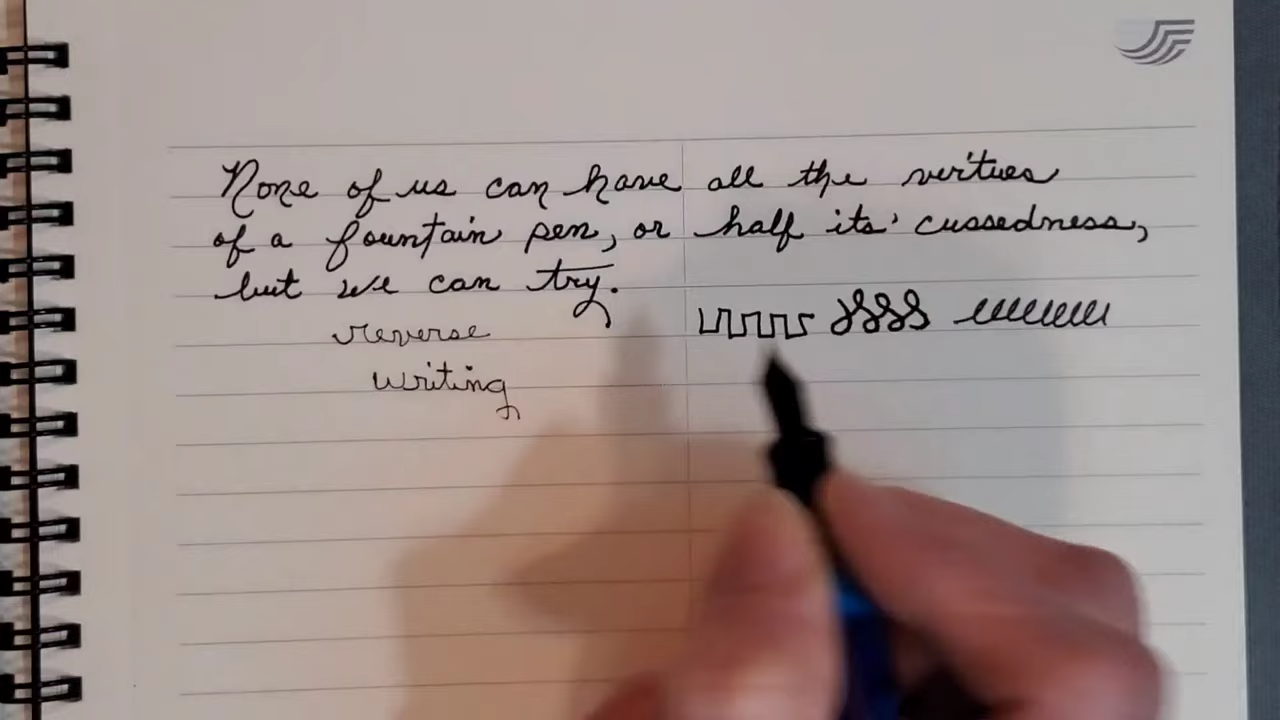 None of us can have all the virtues
of a fountain pen, or half its' cussedness,
but we can try.
reverse
writing